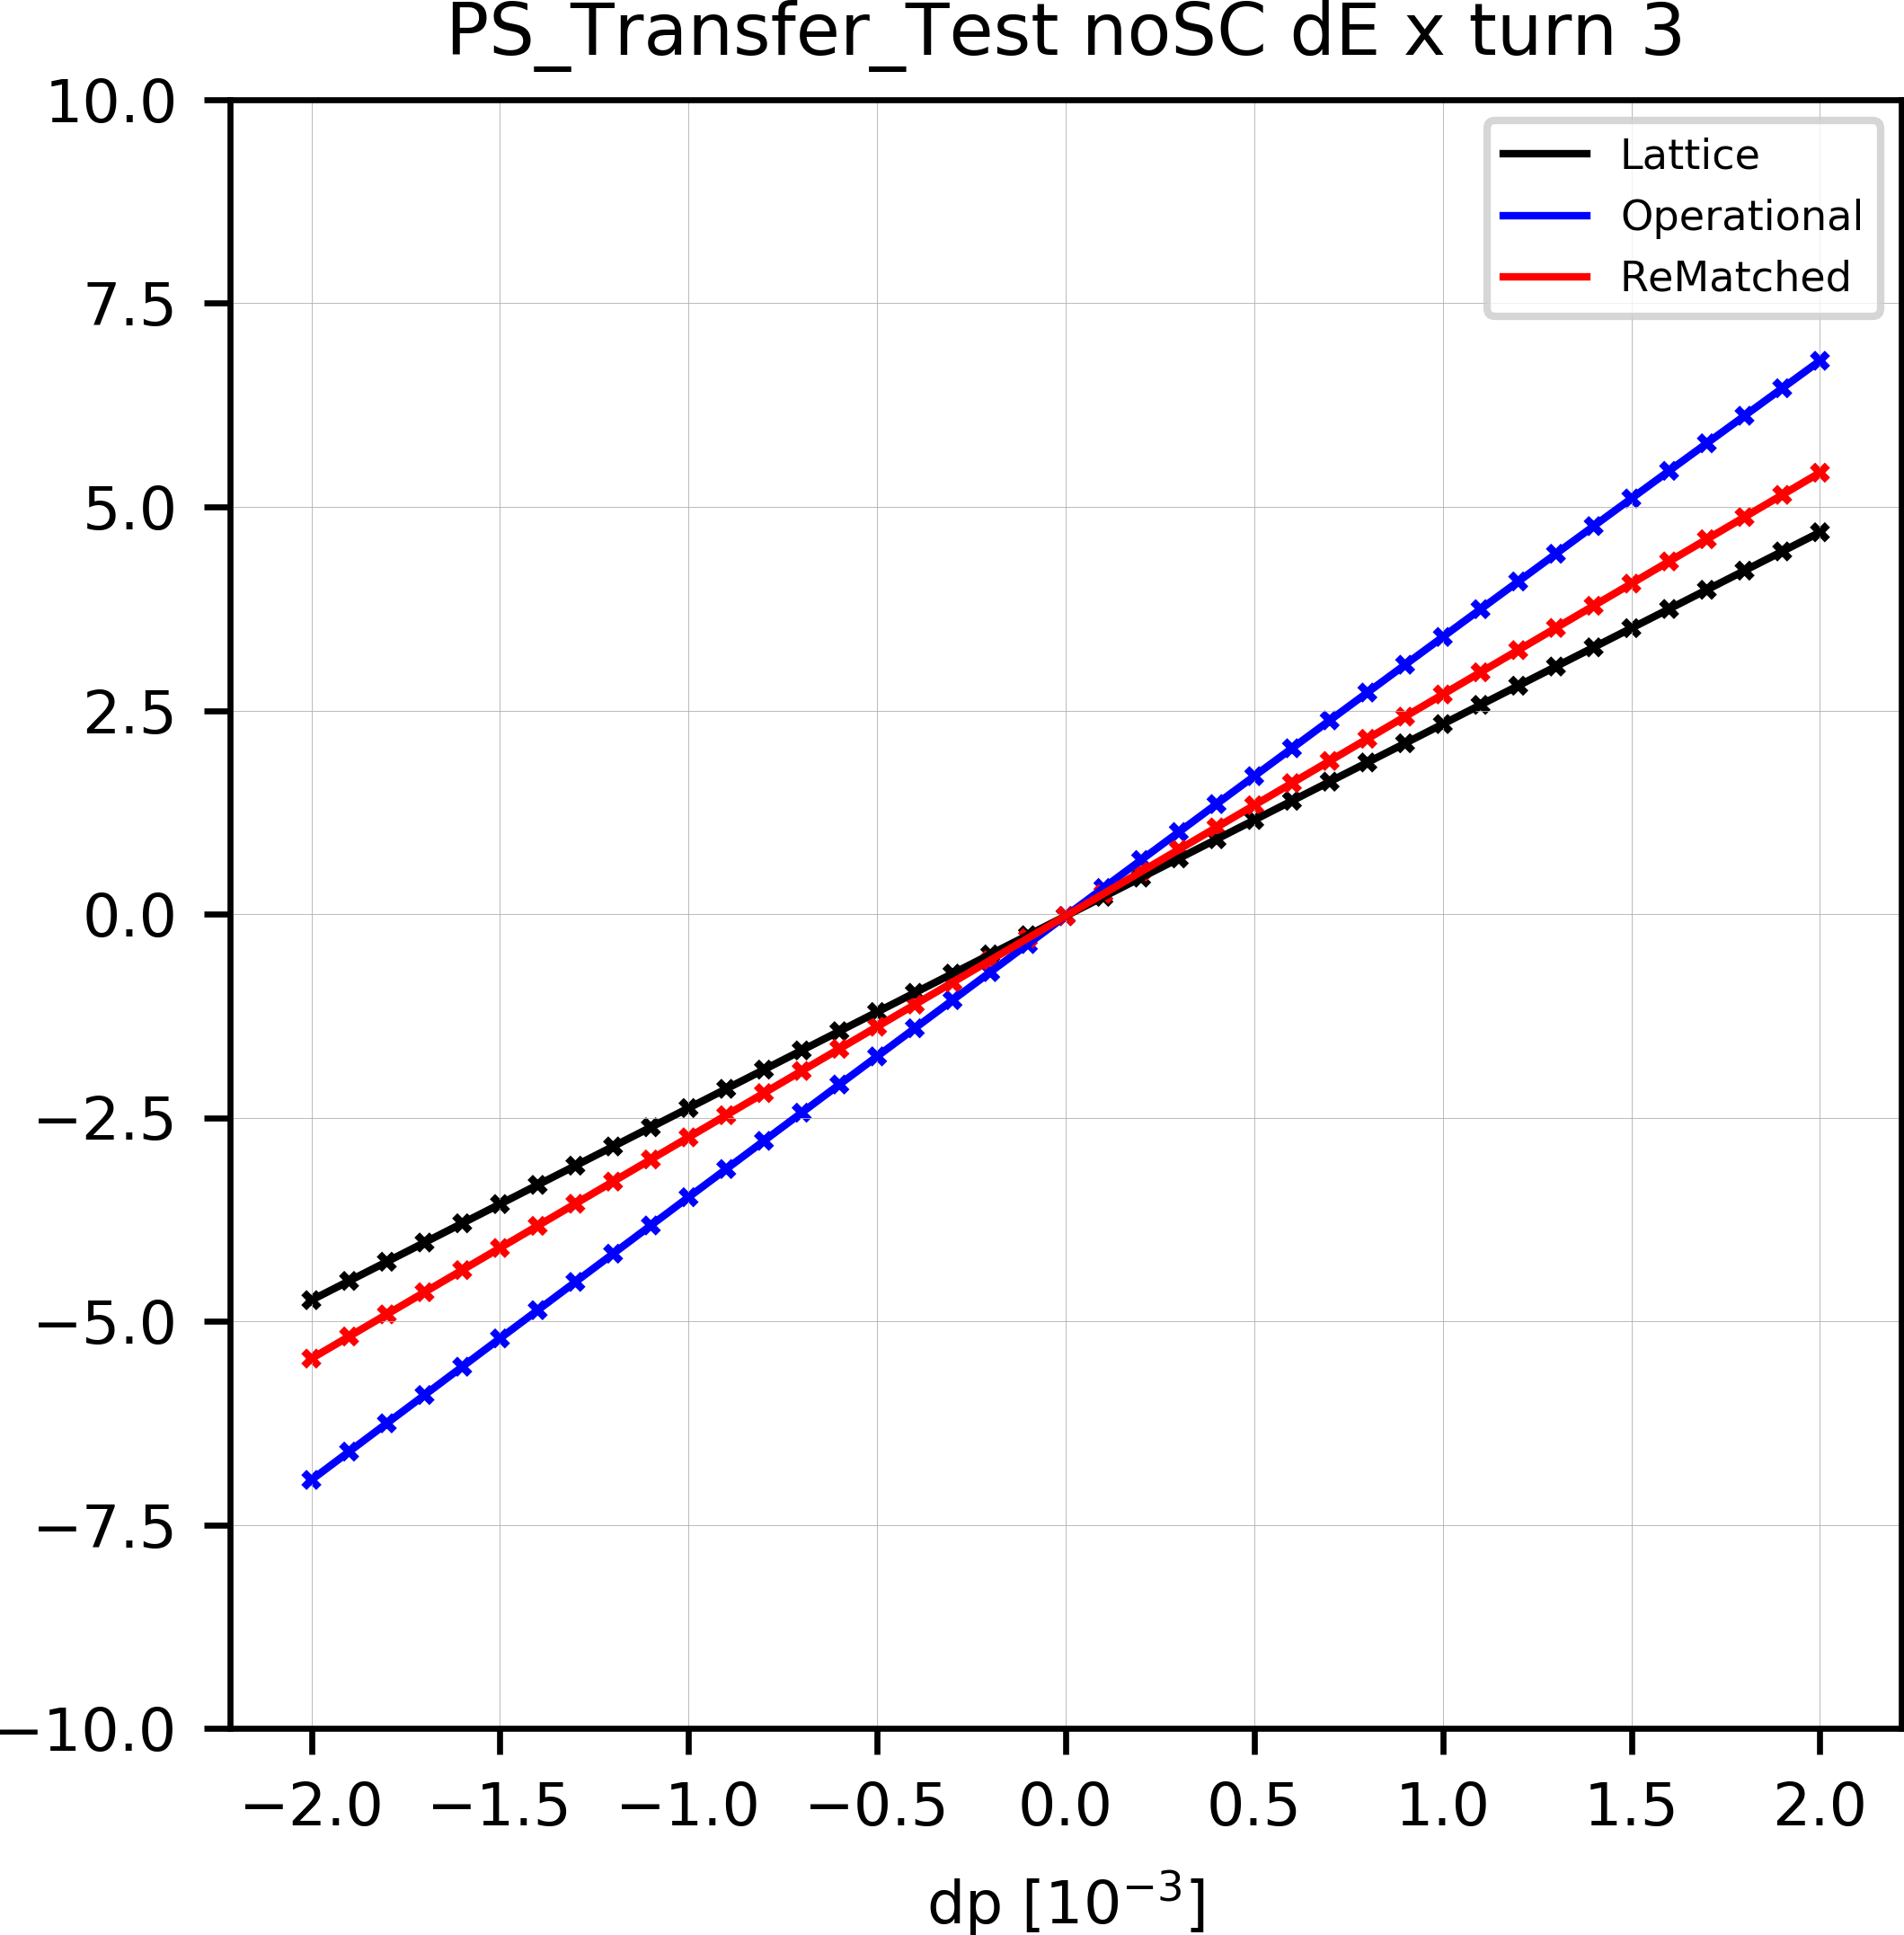 PS_Transfer_Test noSC dE x turn 3
10.0
7.5
5.0
2.5
0.0
−2.5
−5.0
−7.5
−10.0
Lattice
Operational
ReMatched
−2.0 −1.5 −1.0 −0.5 0.0 0.5 1.0 1.5 2.0
dp [10⁻³]